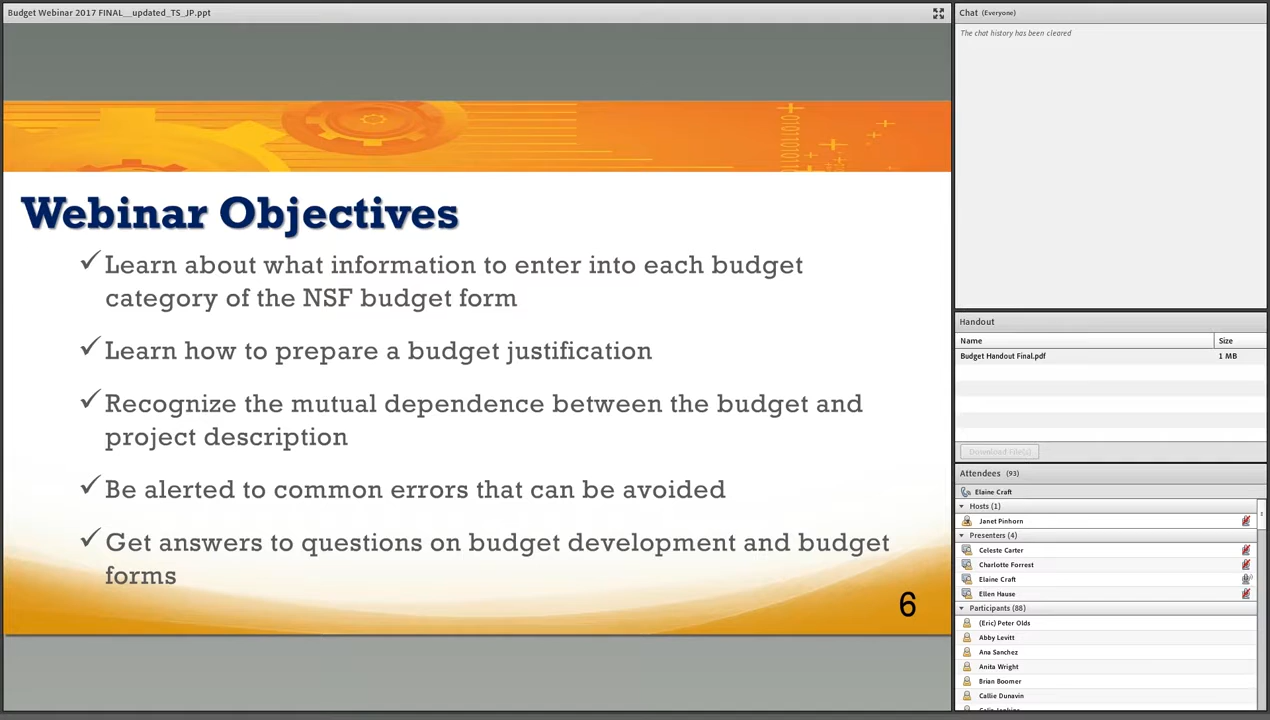 Budget Webinar 2017 FINAL__updated_TS_JP.ppt
Webinar Objectives
Learn about what information to enter into each budget
category of the NSF budget form
Learn how to prepare a budget justification
Recognize the mutual dependence between the budget and
project description
Be alerted to common errors that can be avoided
Get answers to questions on budget development and budget
forms
6
Chat (Everyone)
The chat history has been cleared
Handout
Name Size
Budget Handout Final.pdf 1 MB
Download File(s)
Attendees (93)
Elaine Craft
Hosts (1)
Janet Pinhorn
Presenters (4)
Celeste Carter
Charlotte Forrest
Elaine Craft
Ellen Hause
Participants (88)
(Eric) Peter Olds
Abby Levitt
Ana Sanchez
Anita Wright
Brian Boomer
Callie Dunavin